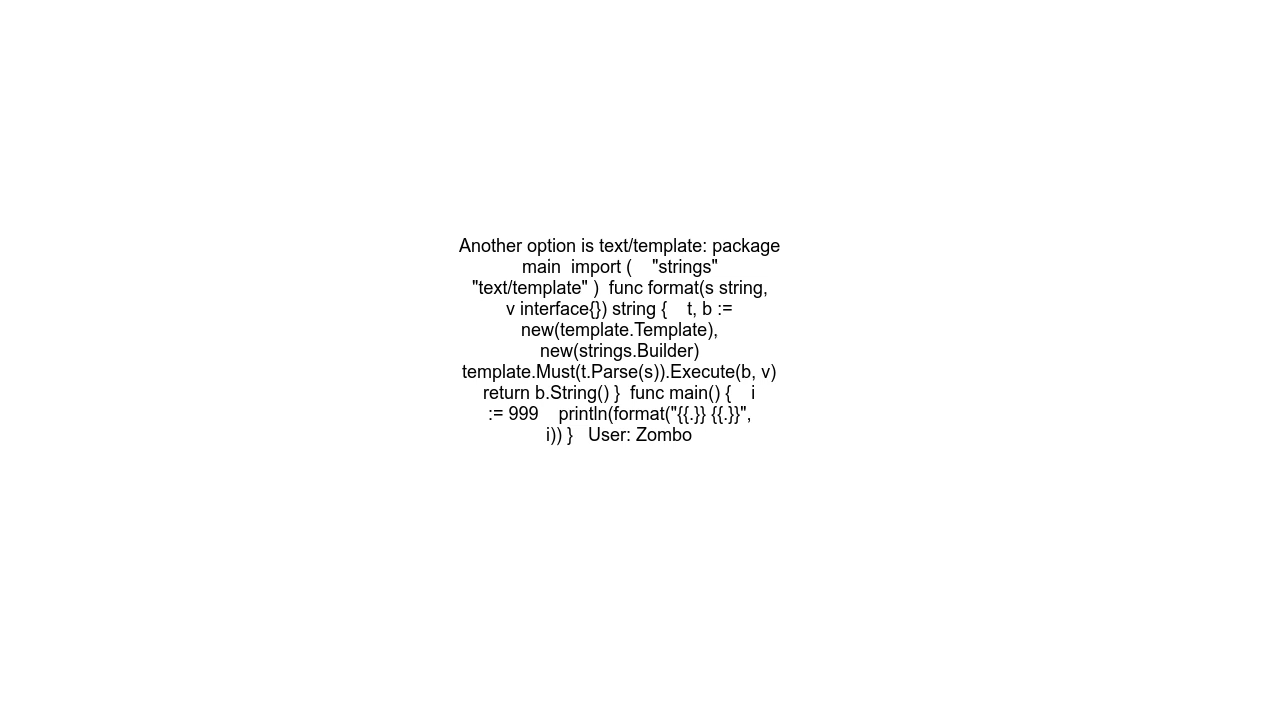 Another option is text/template: package
main  import (    "strings"
"text/template" )  func format(s string,
v interface{}) string {    t, b :=
new(template.Template),
new(strings.Builder)
template.Must(t.Parse(s)).Execute(b, v)
return b.String() }  func main() {    i
:= 999    println(format("{{.}} {{.}}",
i)) }   User: Zombo